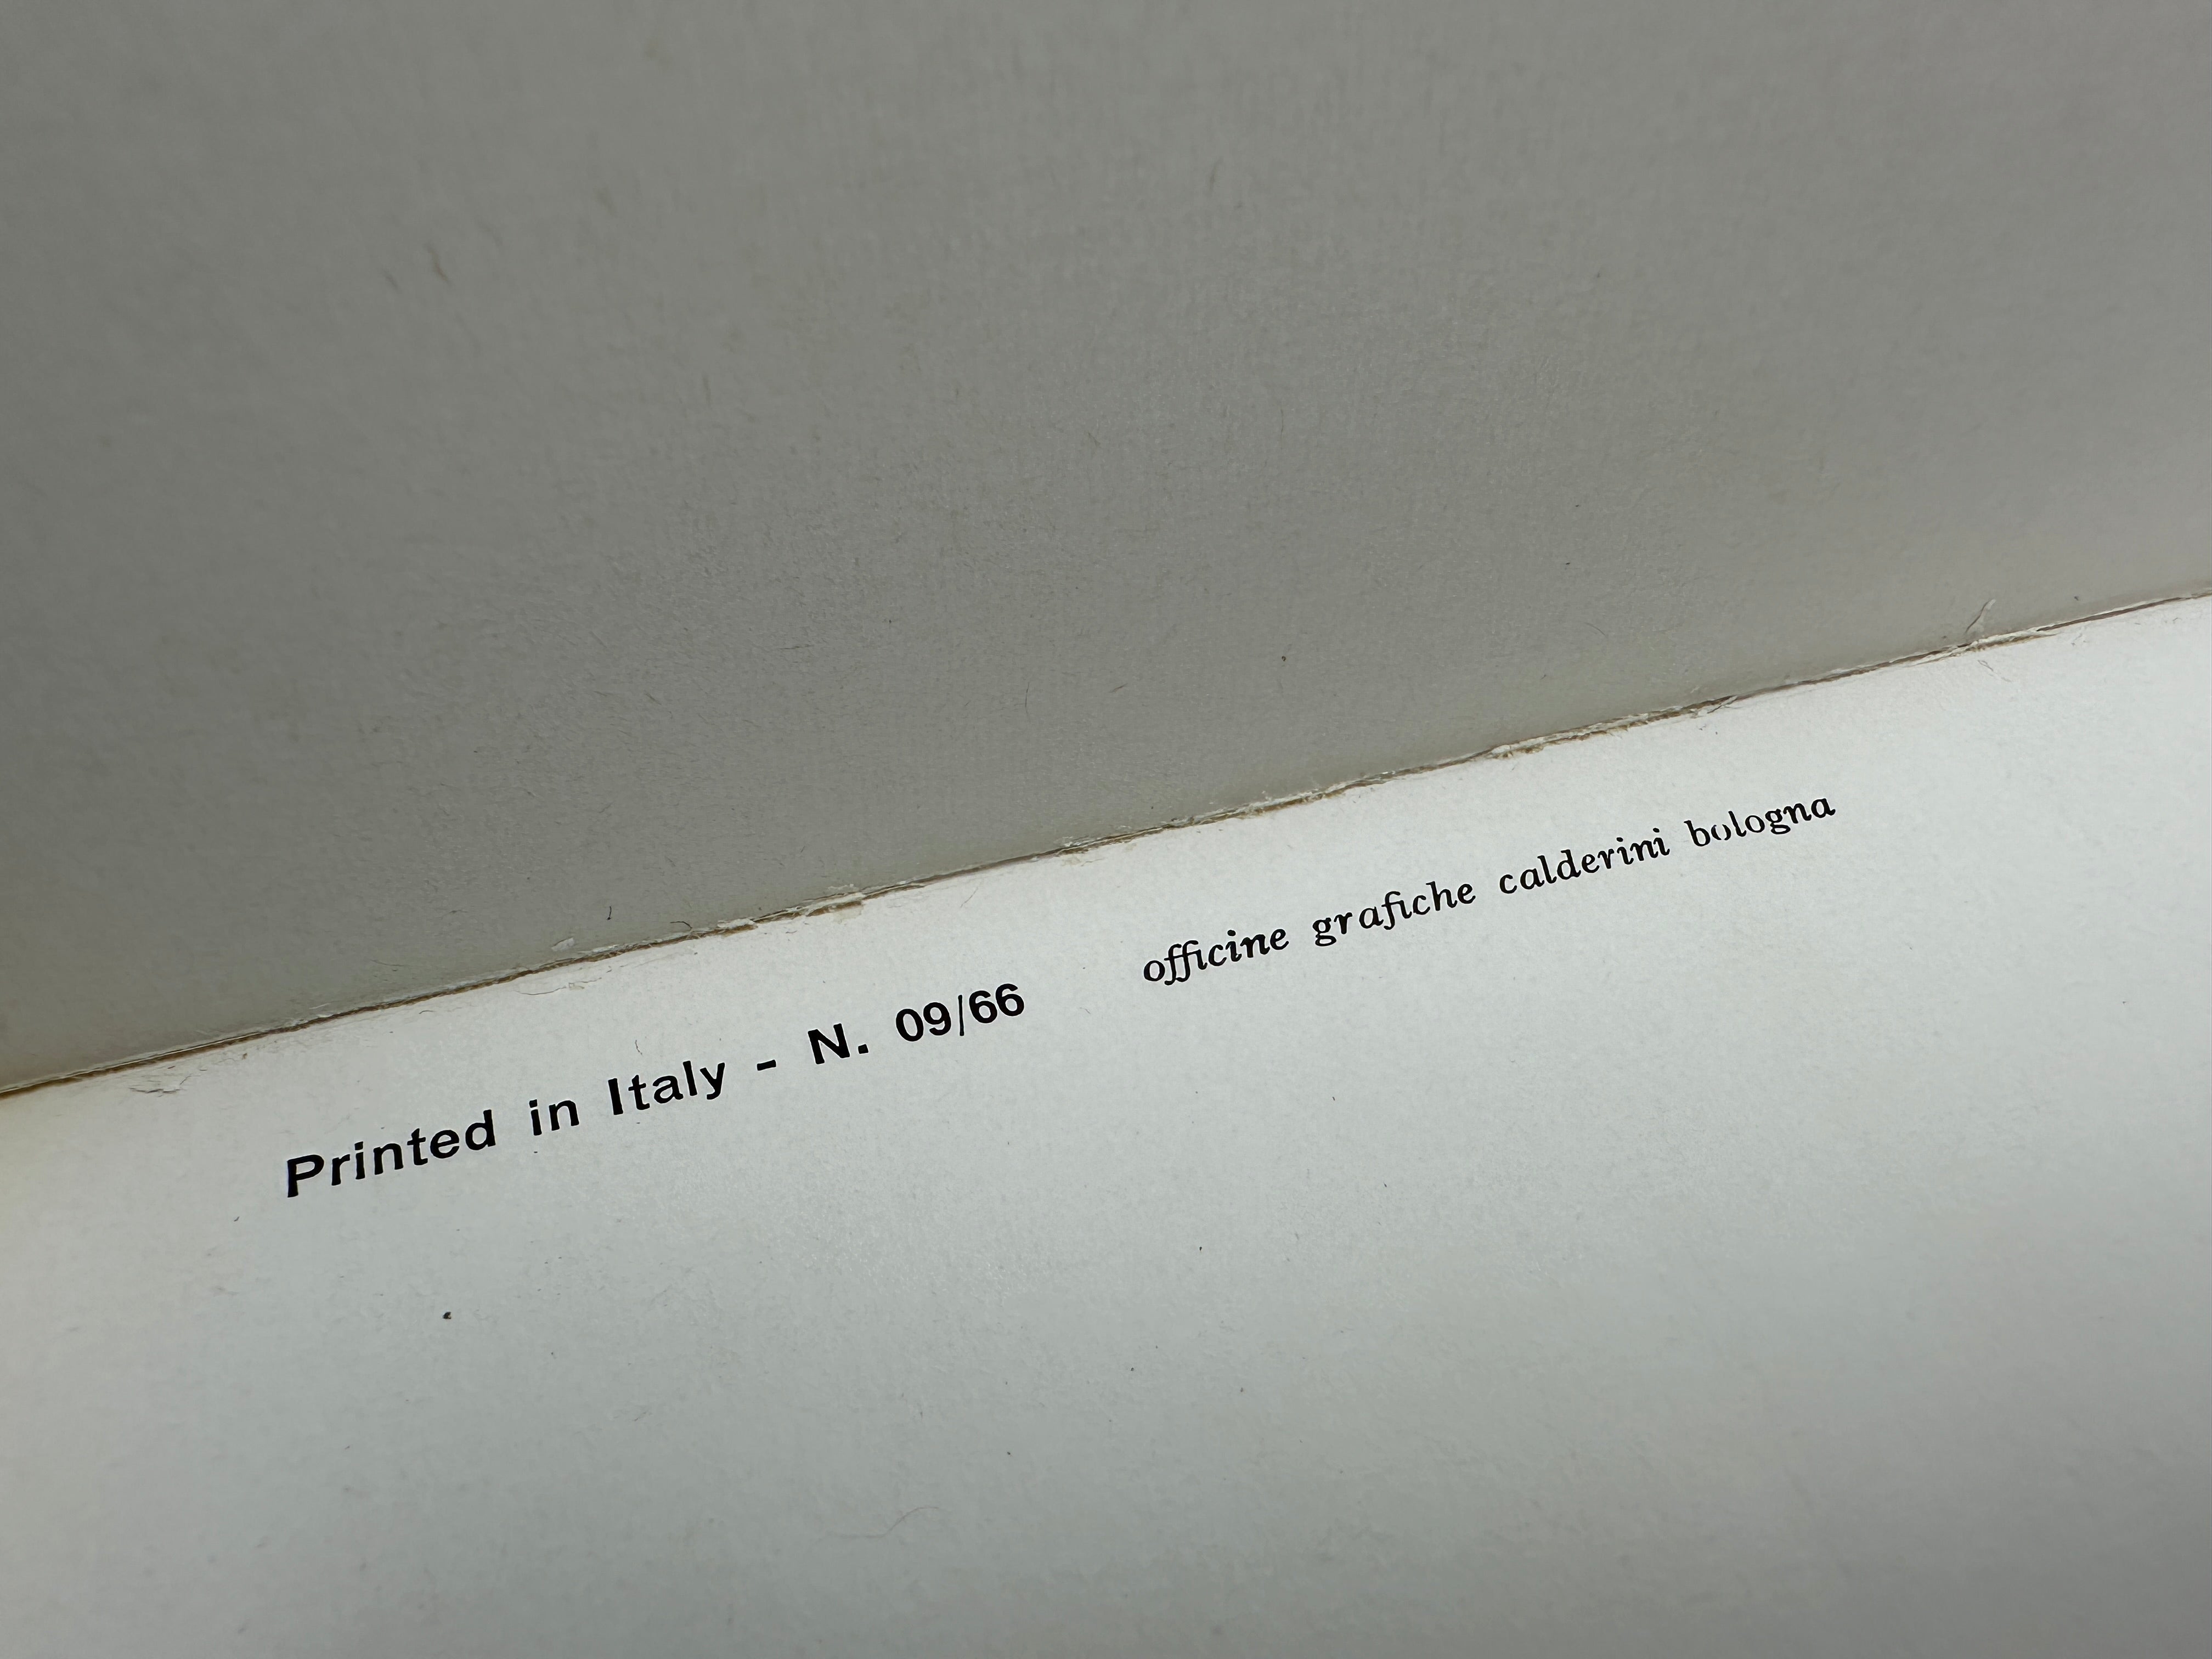 Printed in Italy - N. 09/66 officine grafiche calderini bologna